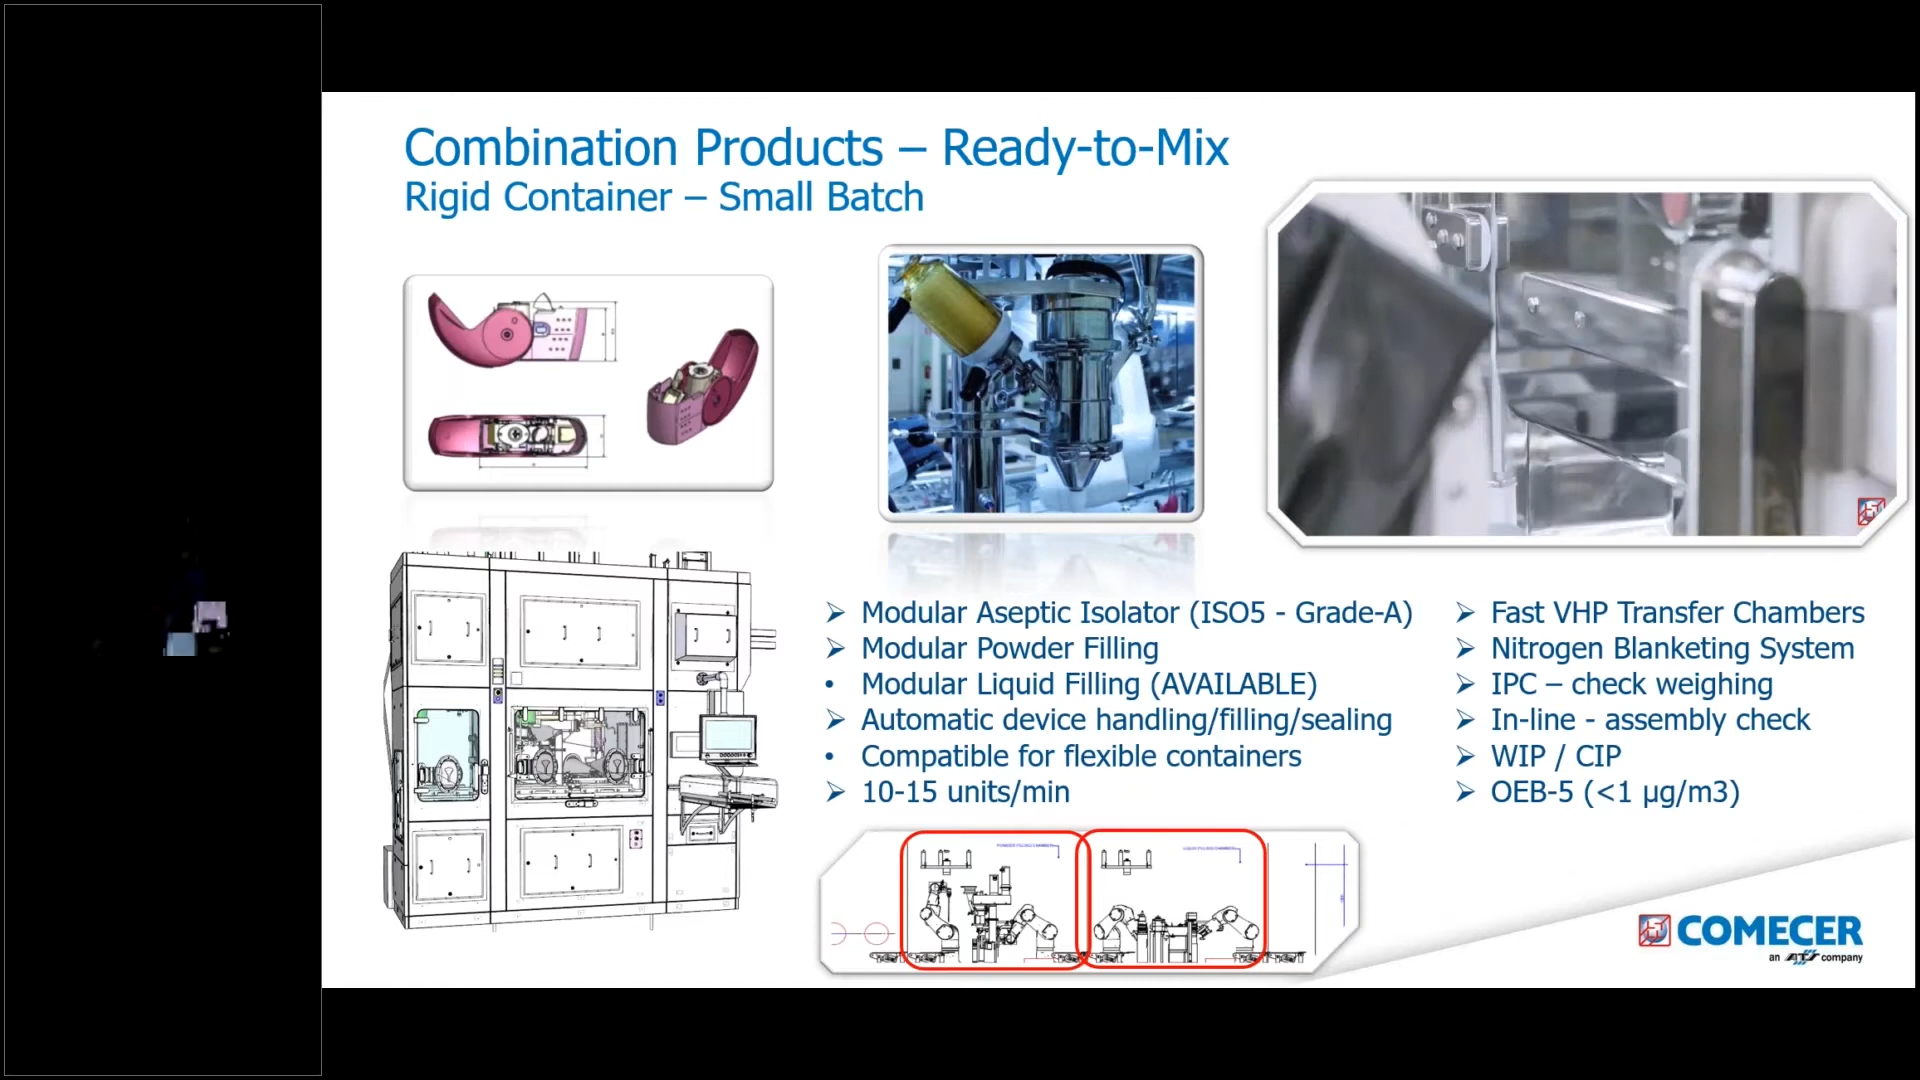 Combination Products – Ready-to-Mix
Rigid Container – Small Batch
➢ Modular Aseptic Isolator (ISO5 - Grade-A)
➢ Modular Powder Filling
• Modular Liquid Filling (AVAILABLE)
➢ Automatic device handling/filling/sealing
• Compatible for flexible containers
➢ 10-15 units/min
➢ Fast VHP Transfer Chambers
➢ Nitrogen Blanketing System
➢ IPC – check weighing
➢ In-line - assembly check
➢ WIP / CIP
➢ OEB-5 (<1 µg/m3)
COMECER
an ATS company